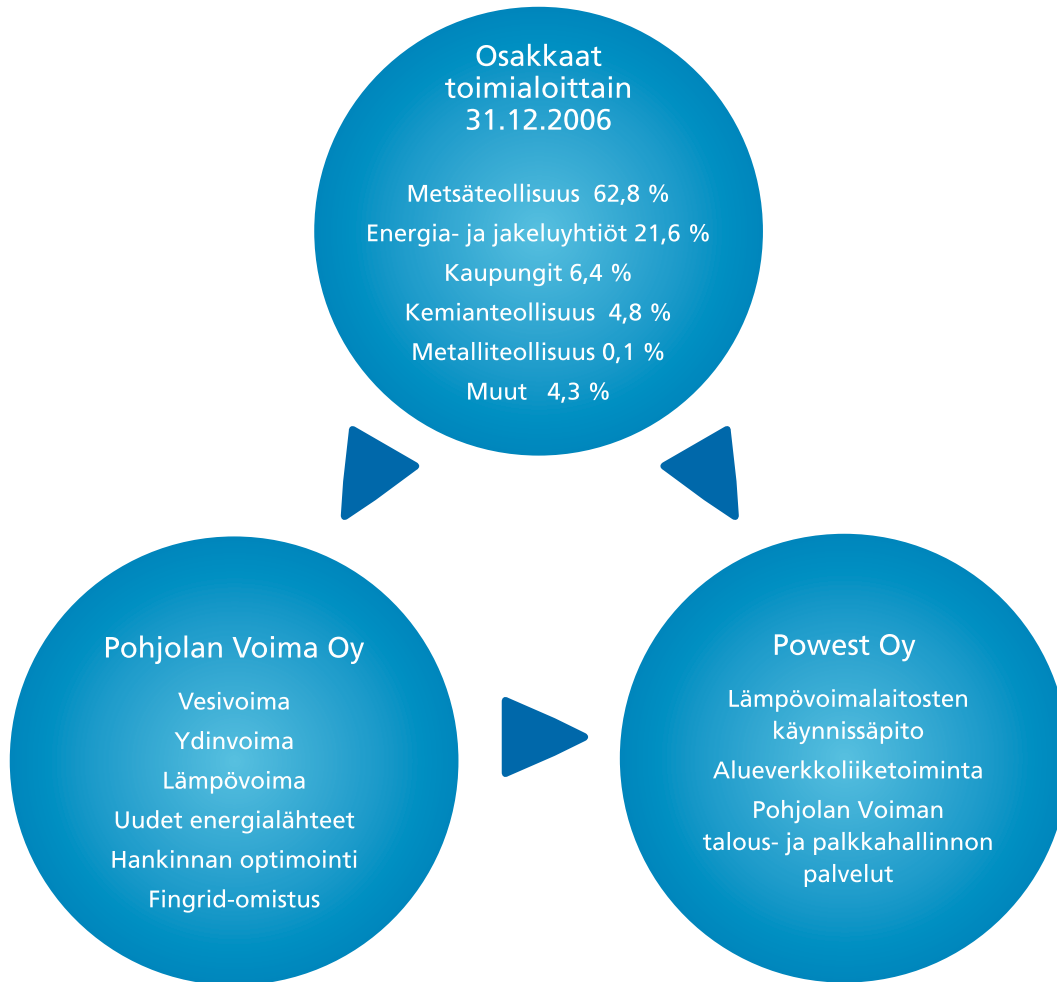 Osakkaat
toimialoittain
31.12.2006
Metsäteollisuus 62,8 %
Energia- ja jakeluyhtiöt 21,6 %
Kaupungit 6,4 %
Kemianteollisuus 4,8 %
Metalliteollisuus 0,1 %
Muut 4,3 %
Pohjolan Voima Oy
Vesivoima
Ydinvoima
Lämpövoima
Uudet energialähteet
Hankinnan optimointi
Fingrid-omistus
Powest Oy
Lämpövoimalaitosten
käynnissäpito
Alueverkkoliiketoiminta
Pohjolan Voiman
talous- ja palkkahallinnon
palvelut